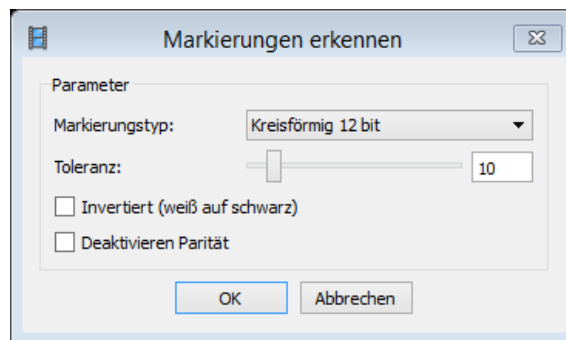 Markierungen erkennen
Parameter
Markierungstyp: Kreisförmig 12 bit
Toleranz: 10
Invertiert (weiß auf schwarz)
Deaktivieren Parität
OK Abbrechen